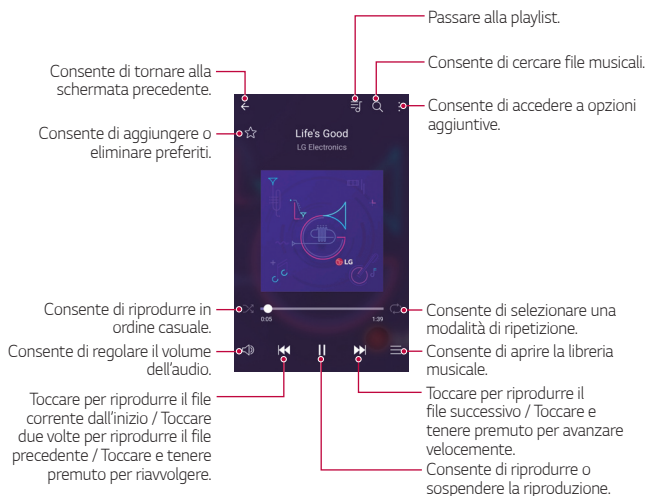 Passare alla playlist.
Consente di cercare file musicali.
Consente di tornare alla
schermata precedente.
Consente di accedere a opzioni
aggiuntive.
Consente di aggiungere o
eliminare preferiti.
Life's Good
LG Electronics
LG
Consente di riprodurre in
ordine casuale.
0:05
1:39
Consente di selezionare una
modalità di ripetizione.
Consente di regolare il volume
dell'audio.
Consente di aprire la libreria
musicale.
Toccare per riprodurre il file
corrente dall'inizio / Toccare
due volte per riprodurre il file
precedente / Toccare e tenere
premuto per riavvolgere.
Toccare per riprodurre il
file successivo / Toccare e
tenere premuto per avanzare
velocemente.
Consente di riprodurre o
sospendere la riproduzione.